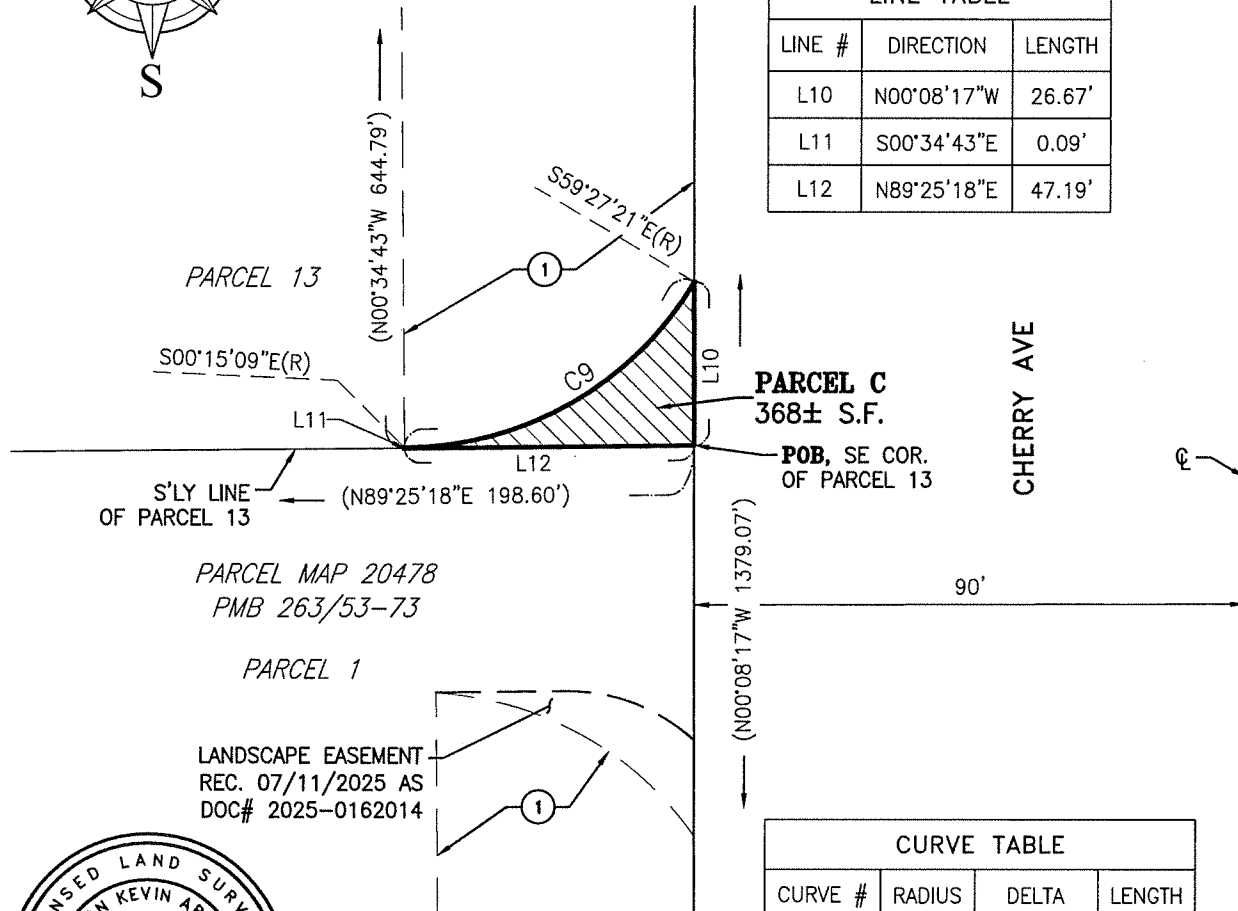 S
LINE TABLE
LINE # DIRECTION LENGTH
L10 N00°08'17"W 26.67'
L11 S00°34'43"E 0.09'
L12 N89°25'18"E 47.19'
(N00°34'43"W 644.79')
S59°27'21"E(R)
1
PARCEL 13
S00°15'09"E(R)
L11
C9
L10
L12
PARCEL C
368± S.F.
POB, SE COR.
OF PARCEL 13
CHERRY AVE
℄
S'LY LINE
OF PARCEL 13
(N89°25'18"E 198.60')
PARCEL MAP 20478
PMB 263/53-73
PARCEL 1
(N00°08'17"W 1379.07')
90'
LANDSCAPE EASEMENT
REC. 07/11/2025 AS
DOC# 2025-0162014
1
LAND
KEVIN
CURVE TABLE
CURVE # RADIUS DELTA LENGTH